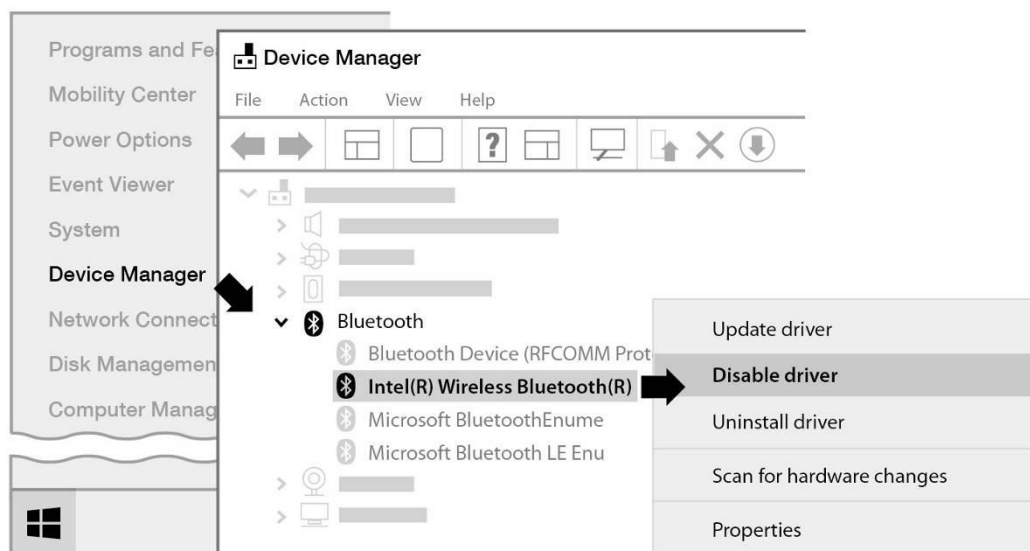 Programs and Fe
Mobility Center
Power Options
Event Viewer
System
Device Manager
Network Connect
Disk Managemen
Computer Manag
Device Manager
File Action View Help
?
Bluetooth
Bluetooth Device (RFCOMM Prot
Intel(R) Wireless Bluetooth(R)
Microsoft BluetoothEnume
Microsoft Bluetooth LE Enu
Update driver
Disable driver
Uninstall driver
Scan for hardware changes
Properties